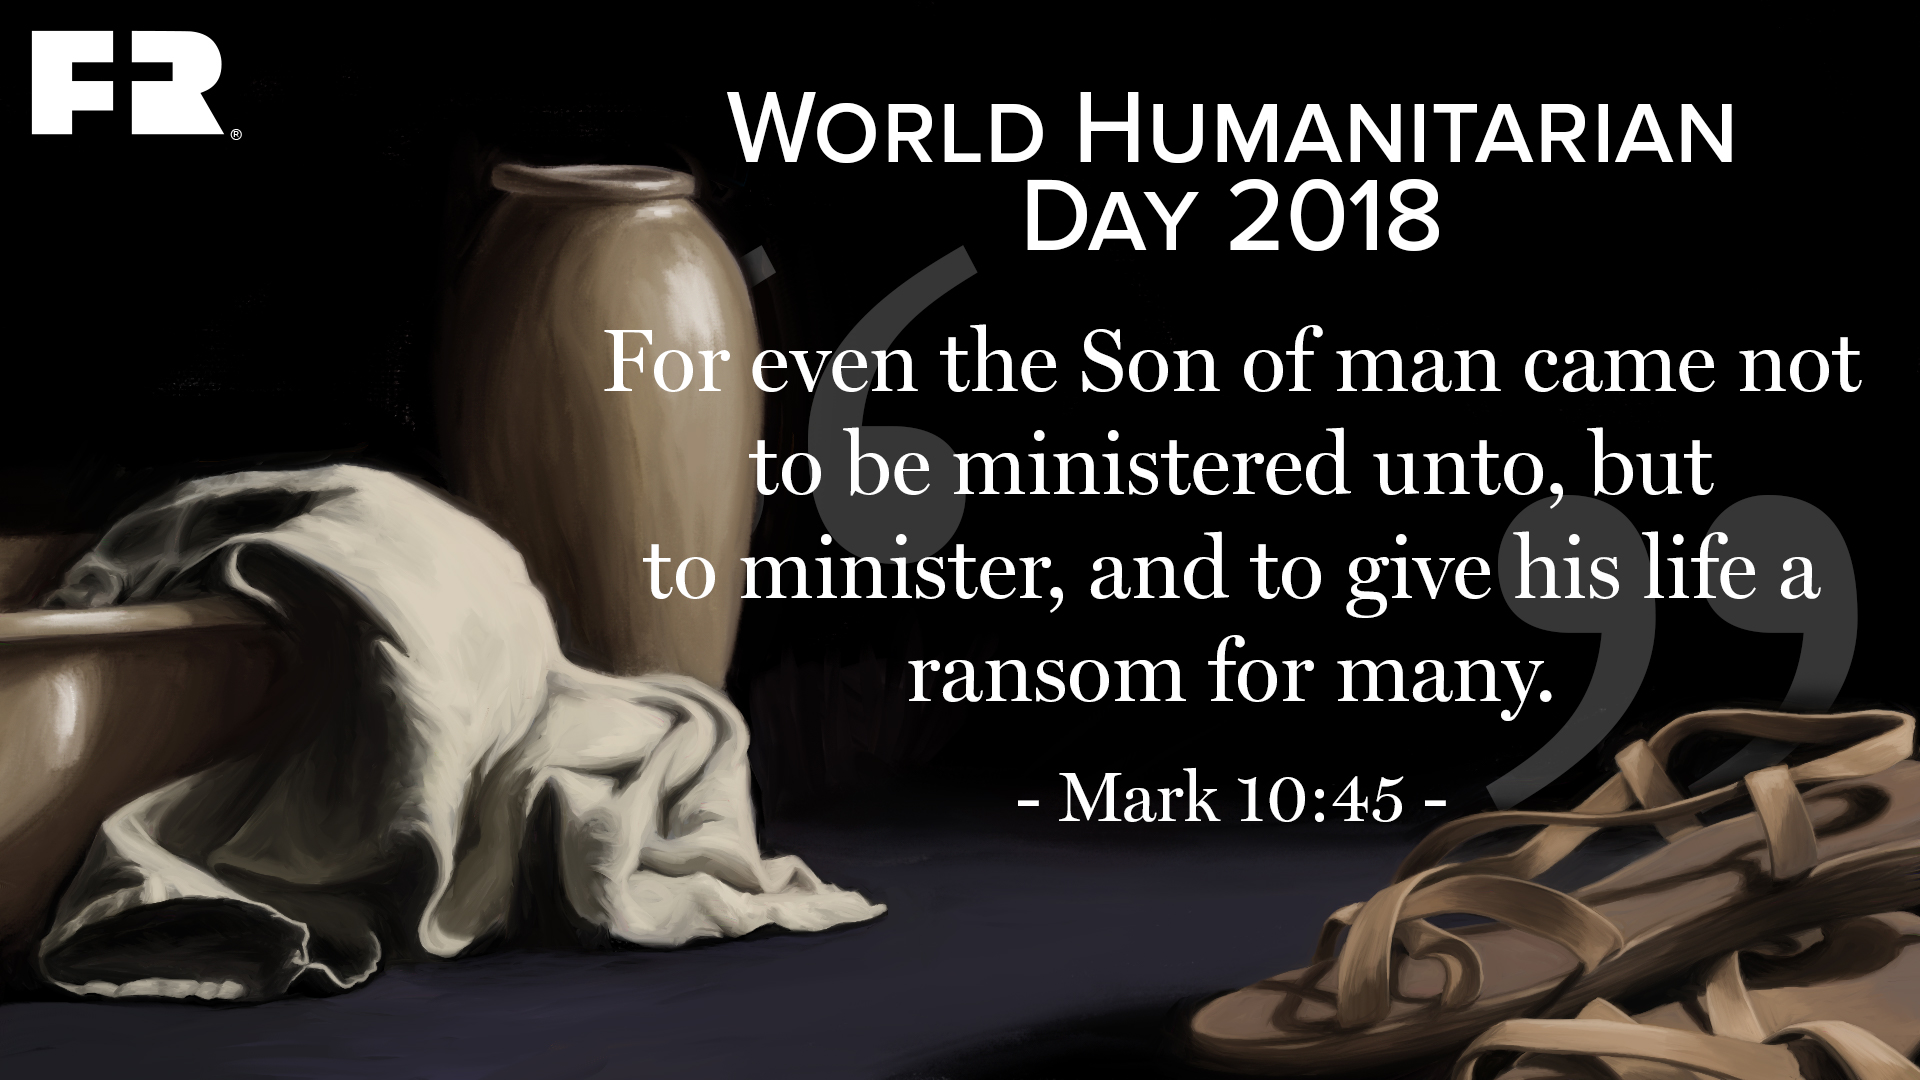 FR®
World Humanitarian
Day 2018
For even the Son of man came not
to be ministered unto, but
to minister, and to give his life a
ransom for many.
- Mark 10:45 -